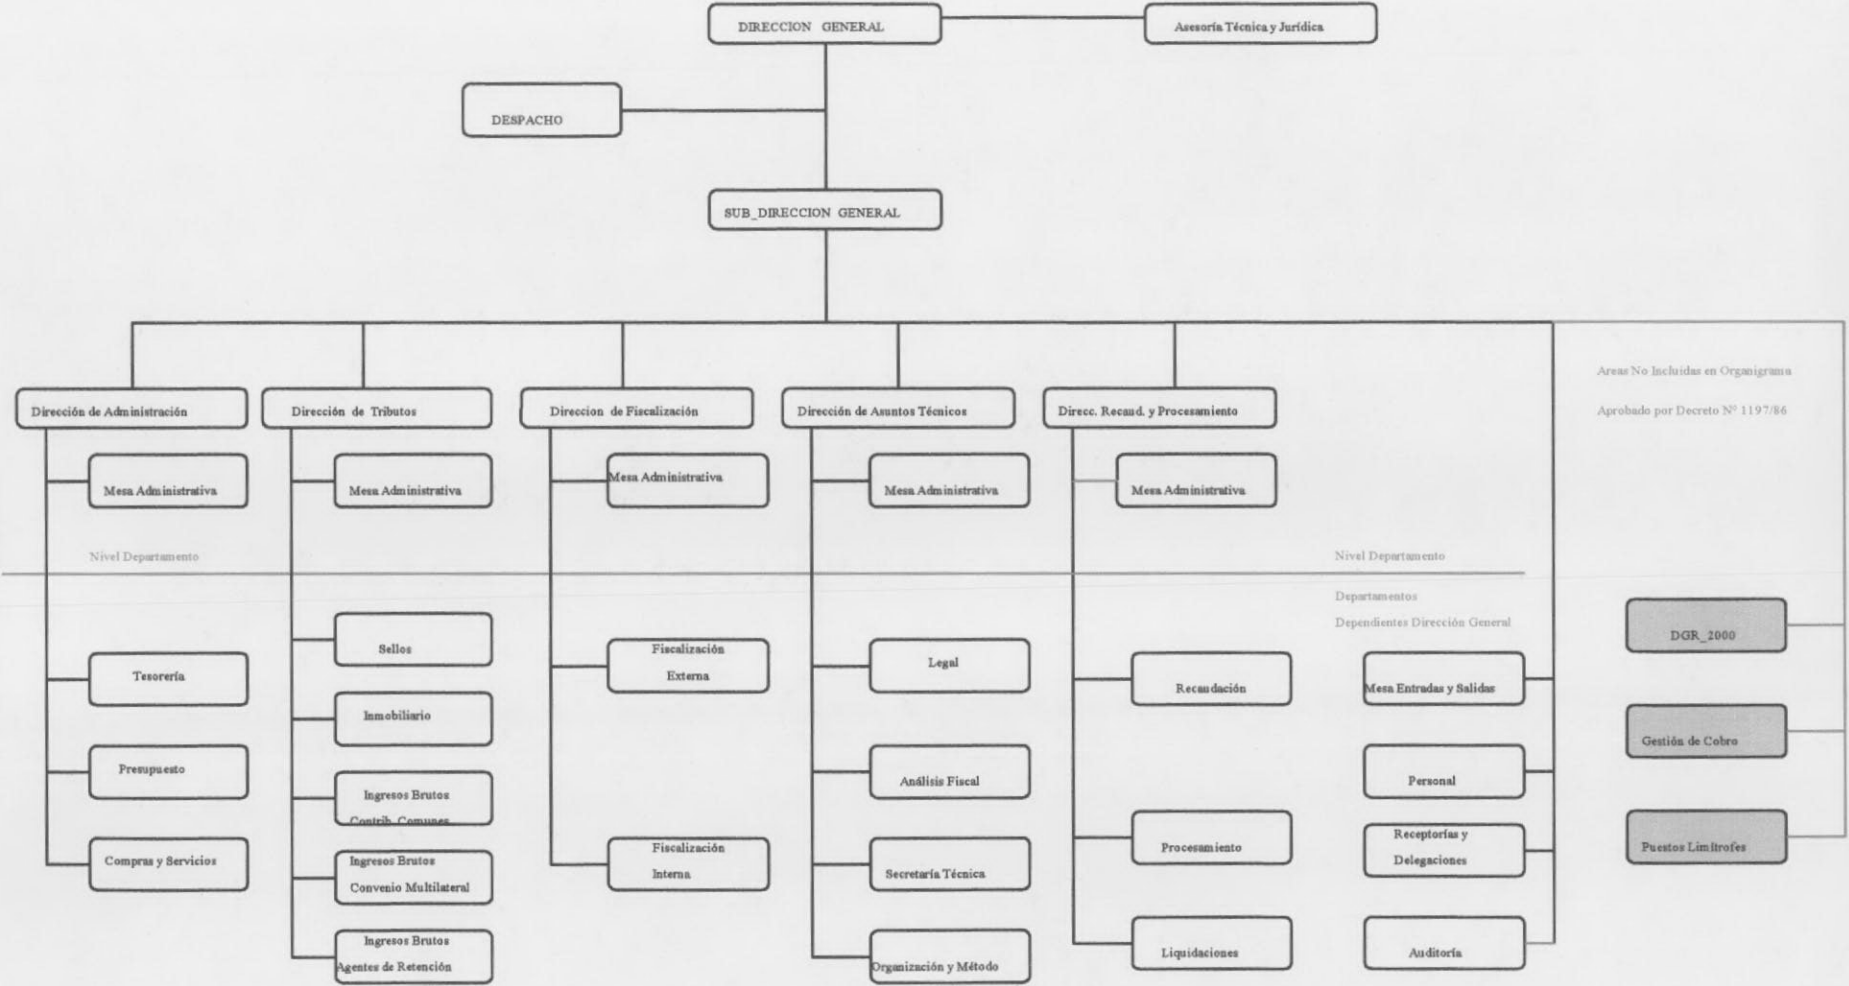 DIRECCION GENERAL
Asesoría Técnica y Jurídica
DESPACHO
SUB_DIRECCION GENERAL
Areas No Incluidas en Organigrama
Aprobado por Decreto Nº 1197/86
Dirección de Administración
Mesa Administrativa
Nivel Departamento
Tesorería
Presupuesto
Compras y Servicios
Dirección de Tributos
Mesa Administrativa
Sellos
Inmobiliario
Ingresos Brutos
Contrib. Comunes
Ingresos Brutos
Convenio Multilateral
Ingresos Brutos
Agentes de Retención
Direccion de Fiscalización
Mesa Administrativa
Fiscalización
Externa
Fiscalización
Interna
Dirección de Asuntos Técnicos
Mesa Administrativa
Legal
Análisis Fiscal
Secretaría Técnica
Organización y Método
Direcc. Recaud. y Procesamiento
Mesa Administrativa
Recaudación
Procesamiento
Liquidaciones
Nivel Departamento
Departamentos
Dependientes Dirección General
Mesa Entradas y Salidas
Personal
Receptorías y
Delegaciones
Auditoría
DGR_2000
Gestión de Cobro
Puestos Limítrofes